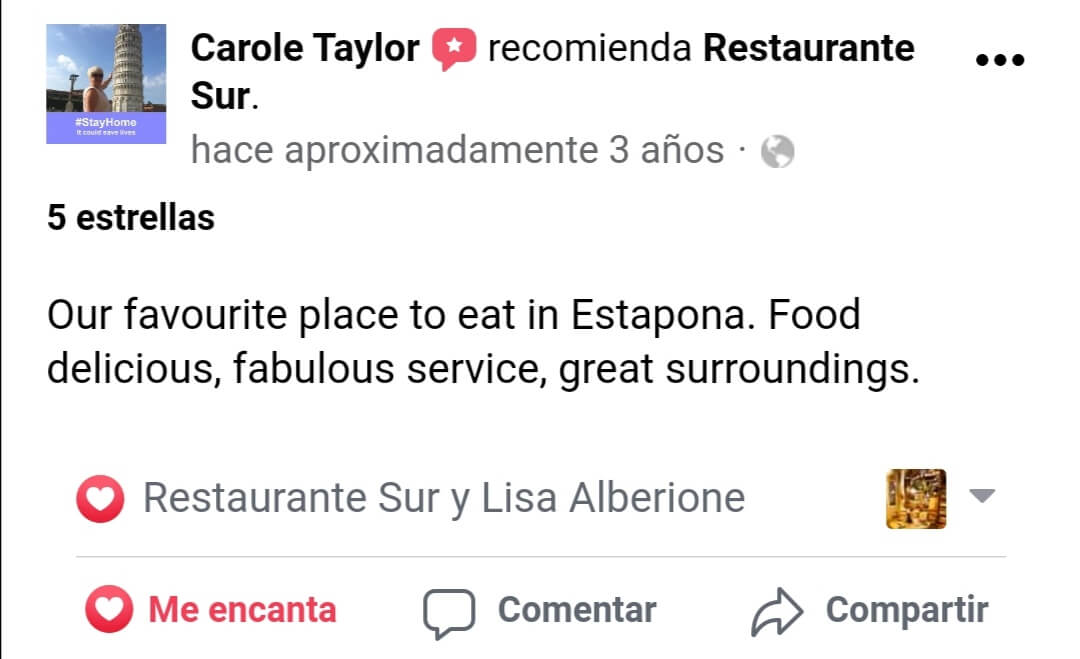 Carole Taylor recomienda Restaurante
Sur.
hace aproximadamente 3 años ·
#StayHome
It could save lives
5 estrellas
Our favourite place to eat in Estapona. Food
delicious, fabulous service, great surroundings.
Restaurante Sur y Lisa Alberione
Me encanta Comentar Compartir